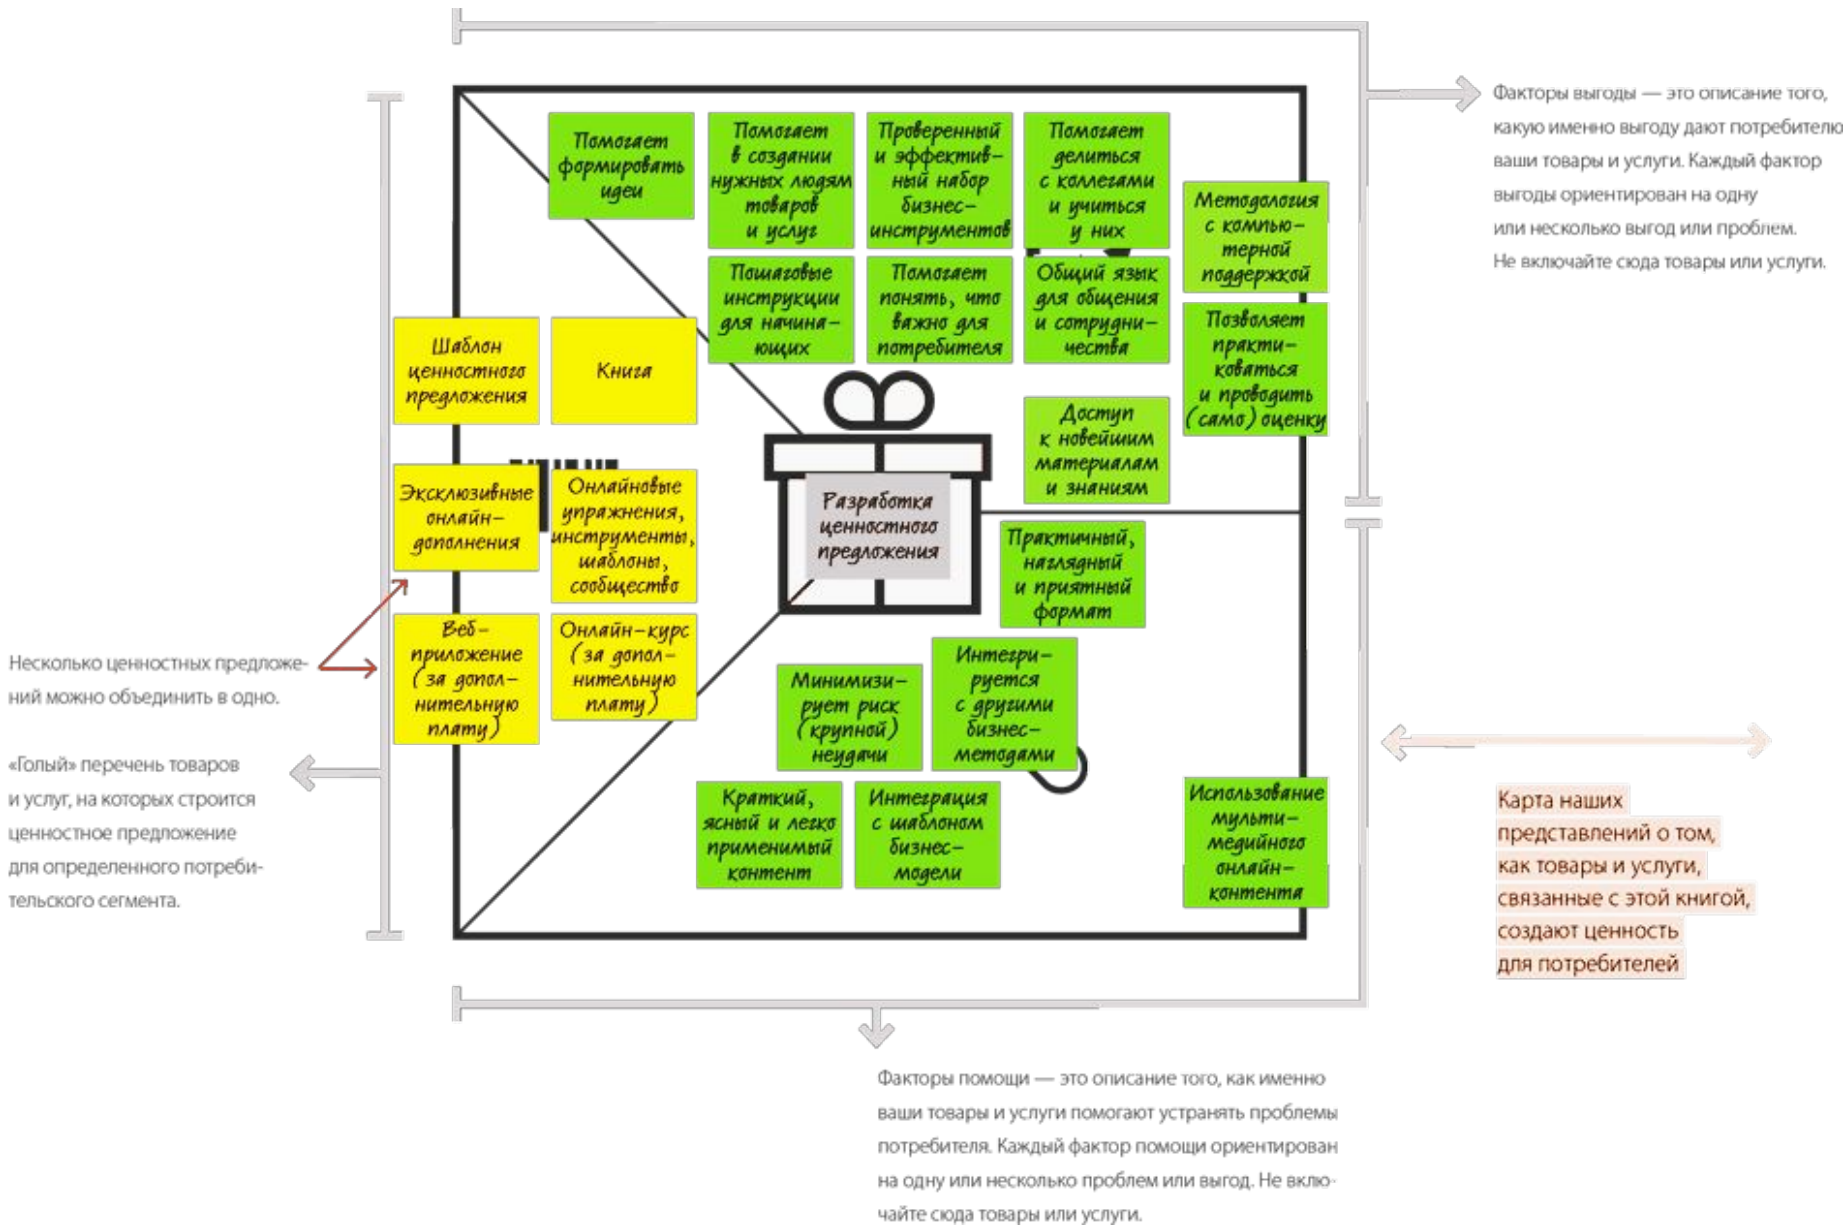 Факторы выгоды — это описание того,
какую именно выгоду дают потребителю
ваши товары и услуги. Каждый фактор
выгоды ориентирован на одну
или несколько выгод или проблем.
Не включайте сюда товары или услуги.
Помогает
формировать
идеи
Помогает
в создании
нужных людям
товаров
и услуг
Проверенный
и эффектив-
ный набор
бизнес-
инструментов
Помогает
делиться
с коллегами
и учиться
у них
Методология
с компью-
терной
поддержкой
Пошаговые
инструкции
для начина-
ющих
Помогает
понять, что
важно для
потребителя
Общий язык
для общения
и сотрудни-
чества
Позволяет
практи-
коваться
и проводить
(само) оценку
Шаблон
ценностного
предложения
Книга
Доступ
к новейшим
материалам
и знаниям
Эксклюзивные
онлайн-
дополнения
Онлайновые
упражнения,
инструменты,
шаблоны,
сообщество
Разработка
ценностного
предложения
Практичный,
наглядный
и приятный
формат
Веб-
приложение
(за допол-
нительную
плату)
Онлайн-курс
(за допол-
нительную
плату)
Минимизи-
рует риск
(крупной)
неудачи
Интегри-
руется
с другими
бизнес-
методами
Краткий,
ясный и легко
применимый
контент
Интеграция
с шаблоном
бизнес-
модели
Использование
мульти-
медийного
онлайн-
контента
Несколько ценностных предложе-
ний можно объединить в одно.
«Голый» перечень товаров
и услуг, на которых строится
ценностное предложение
для определенного потреби-
тельского сегмента.
Карта наших
представлений о том,
как товары и услуги,
связанные с этой книгой,
создают ценность
для потребителей
Факторы помощи — это описание того, как именно
ваши товары и услуги помогают устранять проблемы
потребителя. Каждый фактор помощи ориентирован
на одну или несколько проблем или выгод. Не вклю-
чайте сюда товары или услуги.